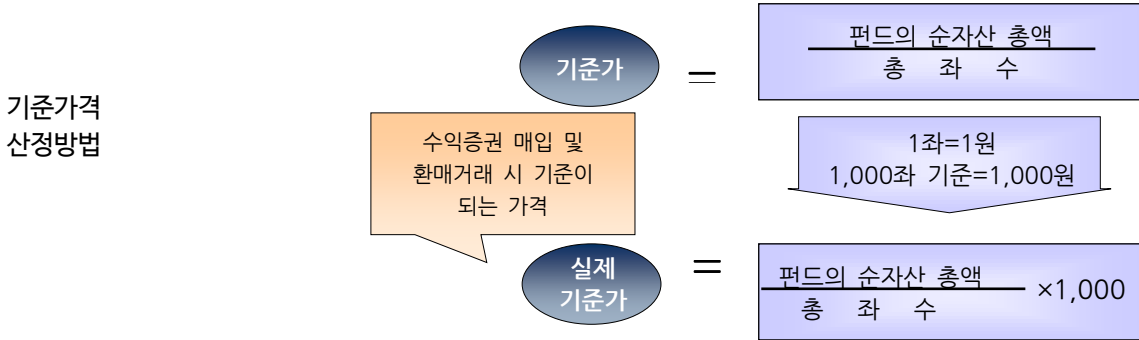 기준가격
산정방법
기준가
=
펀드의 순자산 총액
총 좌 수
수익증권 매입 및
환매거래 시 기준이
되는 가격
1좌=1원
1,000좌 기준=1,000원
실제
기준가
=
펀드의 순자산 총액
총 좌 수
×1,000